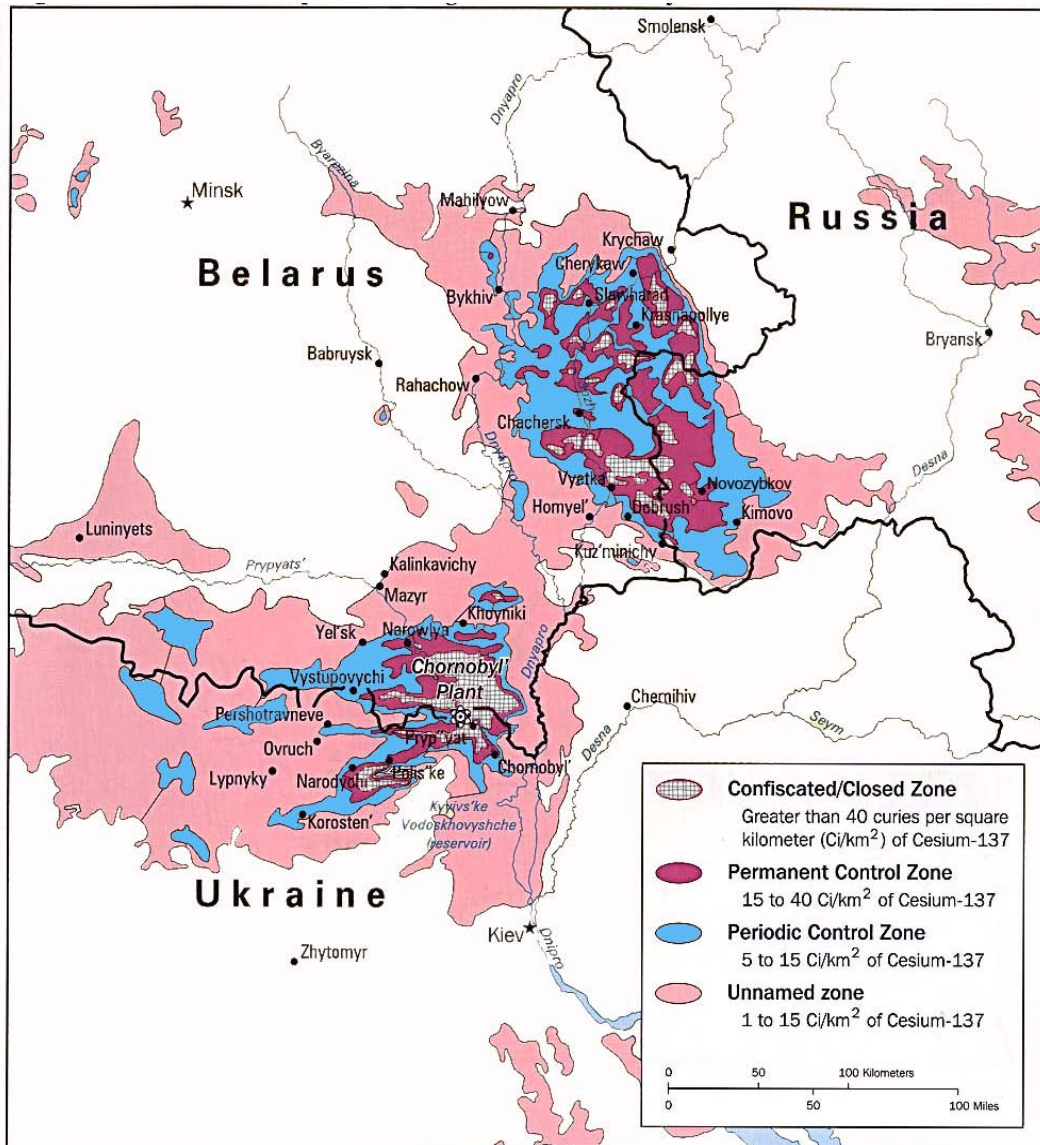 Smolensk
Dnyapro
Byarezina
Minsk
Mahilyow
Russia
Krychaw
Belarus
Cherykaw
Bykhiv
Slavharad
Krasnapollye
Bryansk
Babruysk
Rahachow
Chachersk
Dnyapro
Desna
Vyetka
Novozybkov
Luninyets
Homyel'
Dobrush
Kimovo
Kuz'minichy
Prypyats'
Kalinkavichy
Mazyr
Khoyniki
Yel'sk
Narowlya
Dnyapro
Chornobyl'
Plant
Vystupovychi
Chernihiv
Pershotravneve
Desna
Seym
Ovruch
Pryp"yat
Lypnyky
Narodychi
Polis'ke
Chornobyl'
Korosten'
Kyyivs'ke
Vodoskhovyshche
(reservoir)
Ukraine
Kiev
Dnipro
Zhytomyr
Confiscated/Closed Zone
Greater than 40 curies per square
kilometer (Ci/km²) of Cesium-137
Permanent Control Zone
15 to 40 Ci/km² of Cesium-137
Periodic Control Zone
5 to 15 Ci/km² of Cesium-137
Unnamed zone
1 to 15 Ci/km² of Cesium-137
0 50 100 Kilometers
0 50 100 Miles